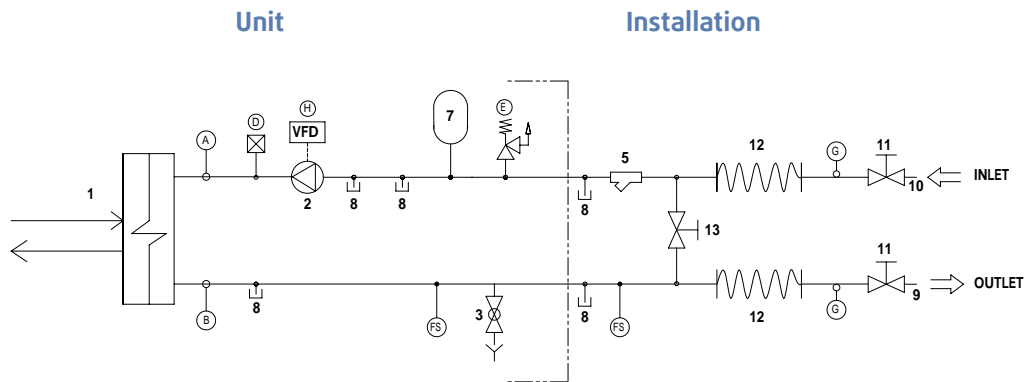 Unit Installation
H
D VFD E
A 7
12 G 11
5
1
2 8 8 8 10 INLET
13
11
OUTLET
B 8 FS 3 8 FS 12 G 9